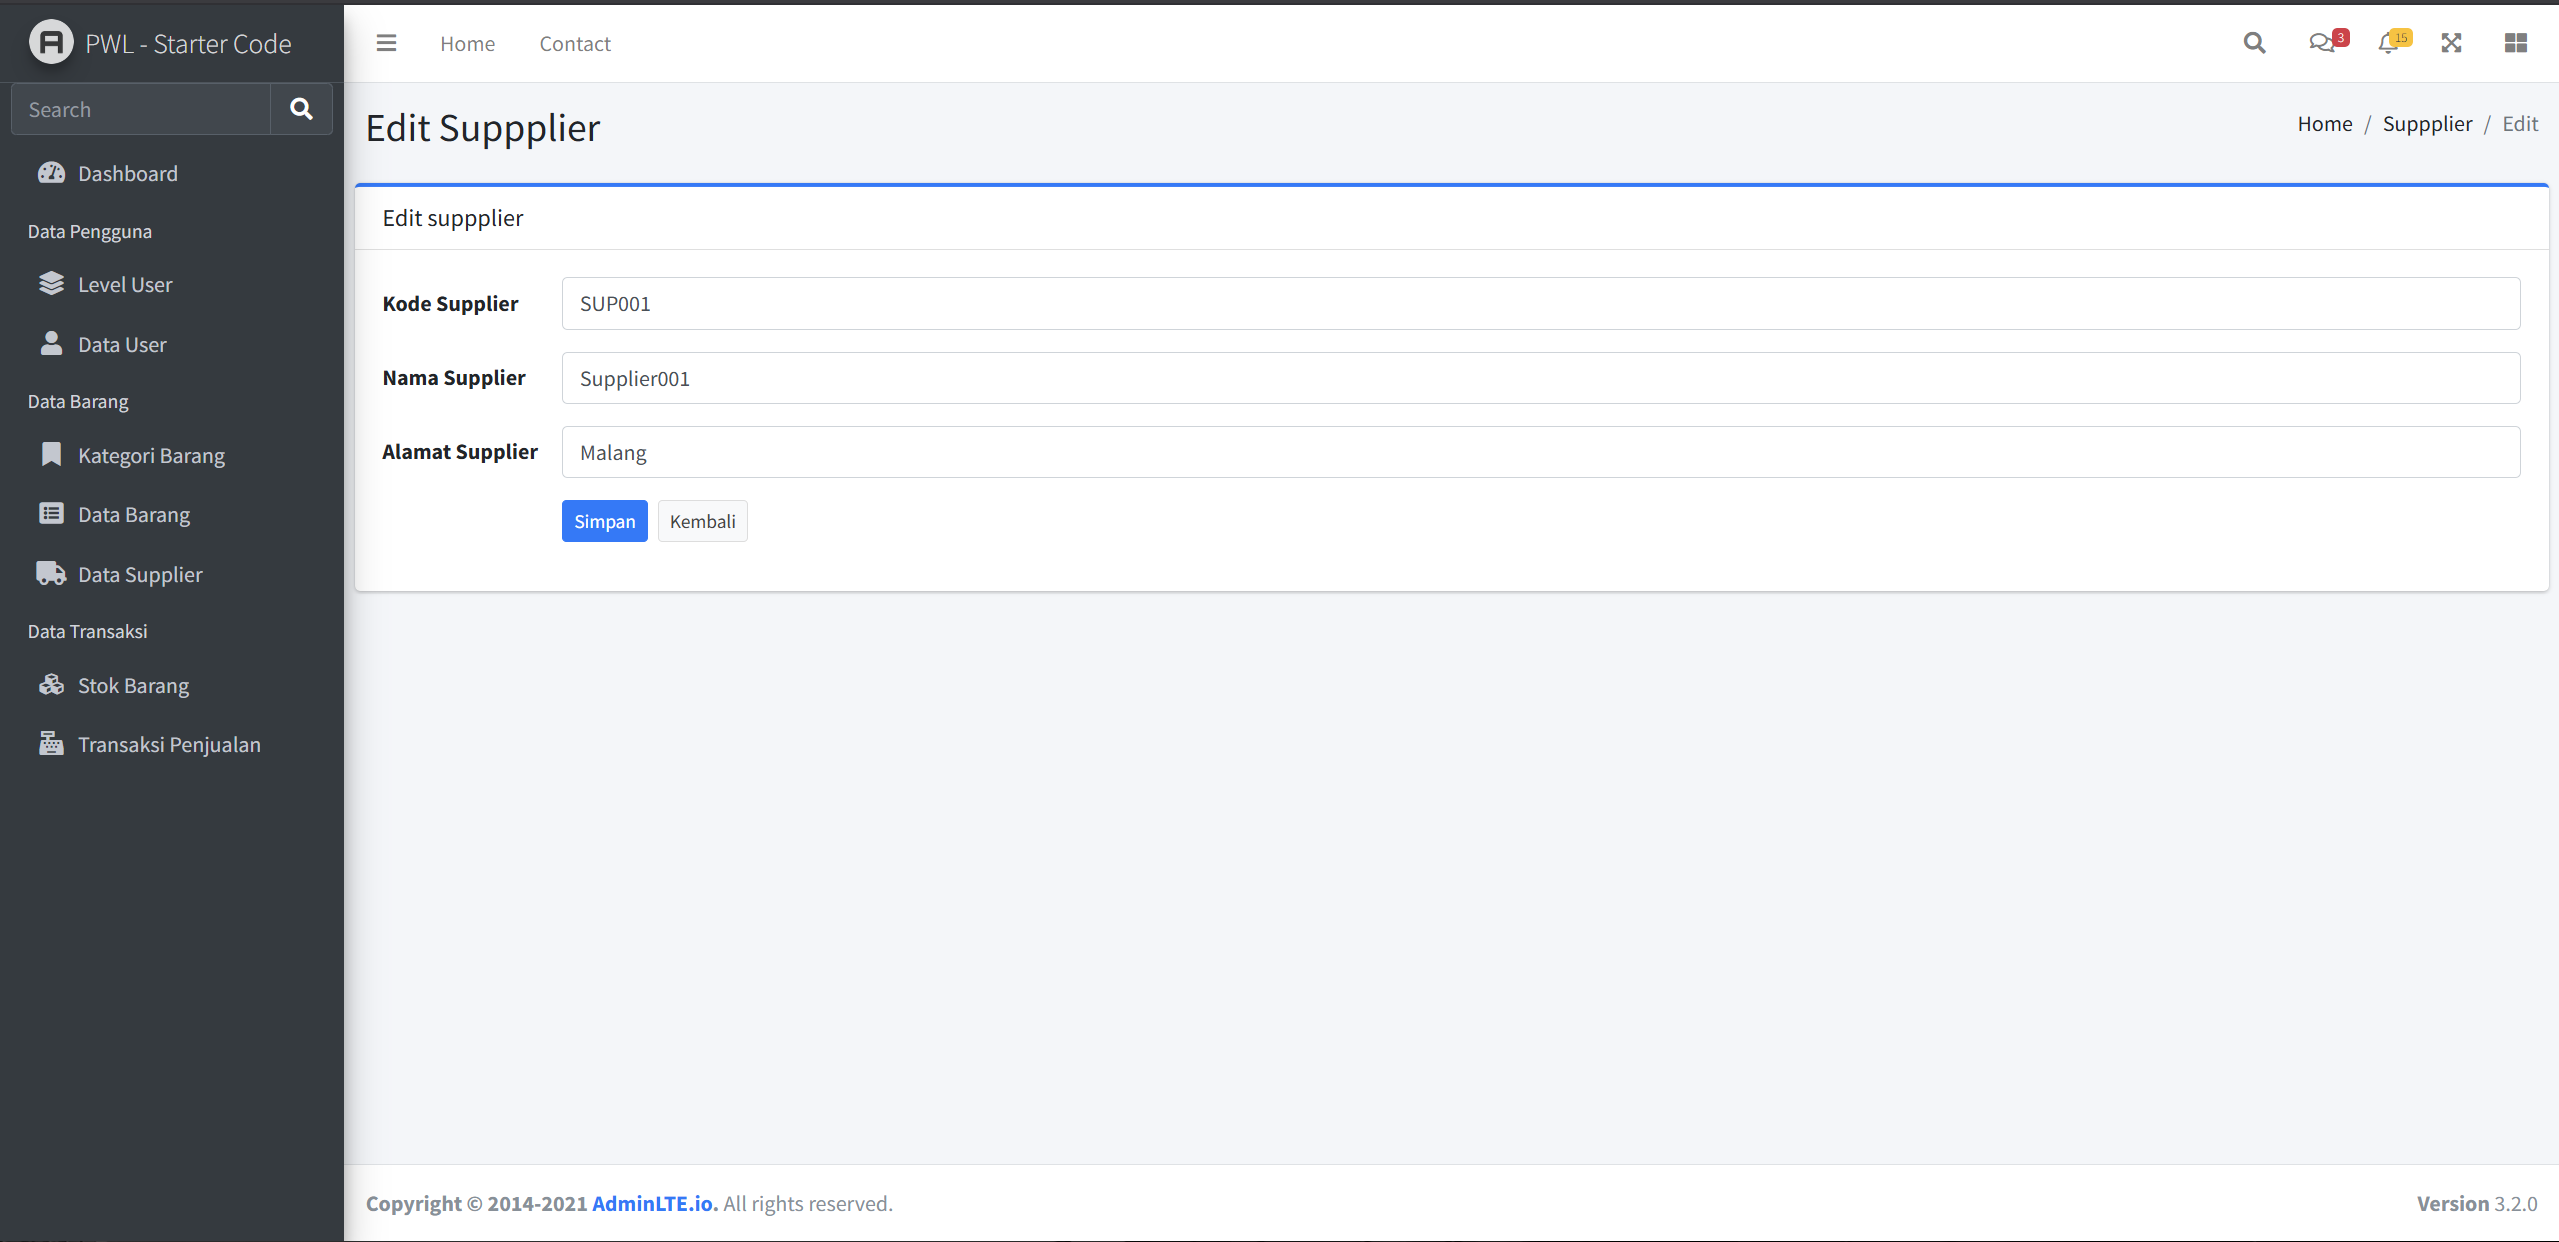 PWL - Starter Code
Home Contact
3
15
Search
Edit Suppplier
Home / Suppplier / Edit
Dashboard
Data Pengguna
Level User
Data User
Data Barang
Kategori Barang
Data Barang
Data Supplier
Data Transaksi
Stok Barang
Transaksi Penjualan
Edit suppplier
Kode Supplier SUP001
Nama Supplier Supplier001
Alamat Supplier Malang
Simpan Kembali
Copyright © 2014-2021 AdminLTE.io. All rights reserved.
Version 3.2.0